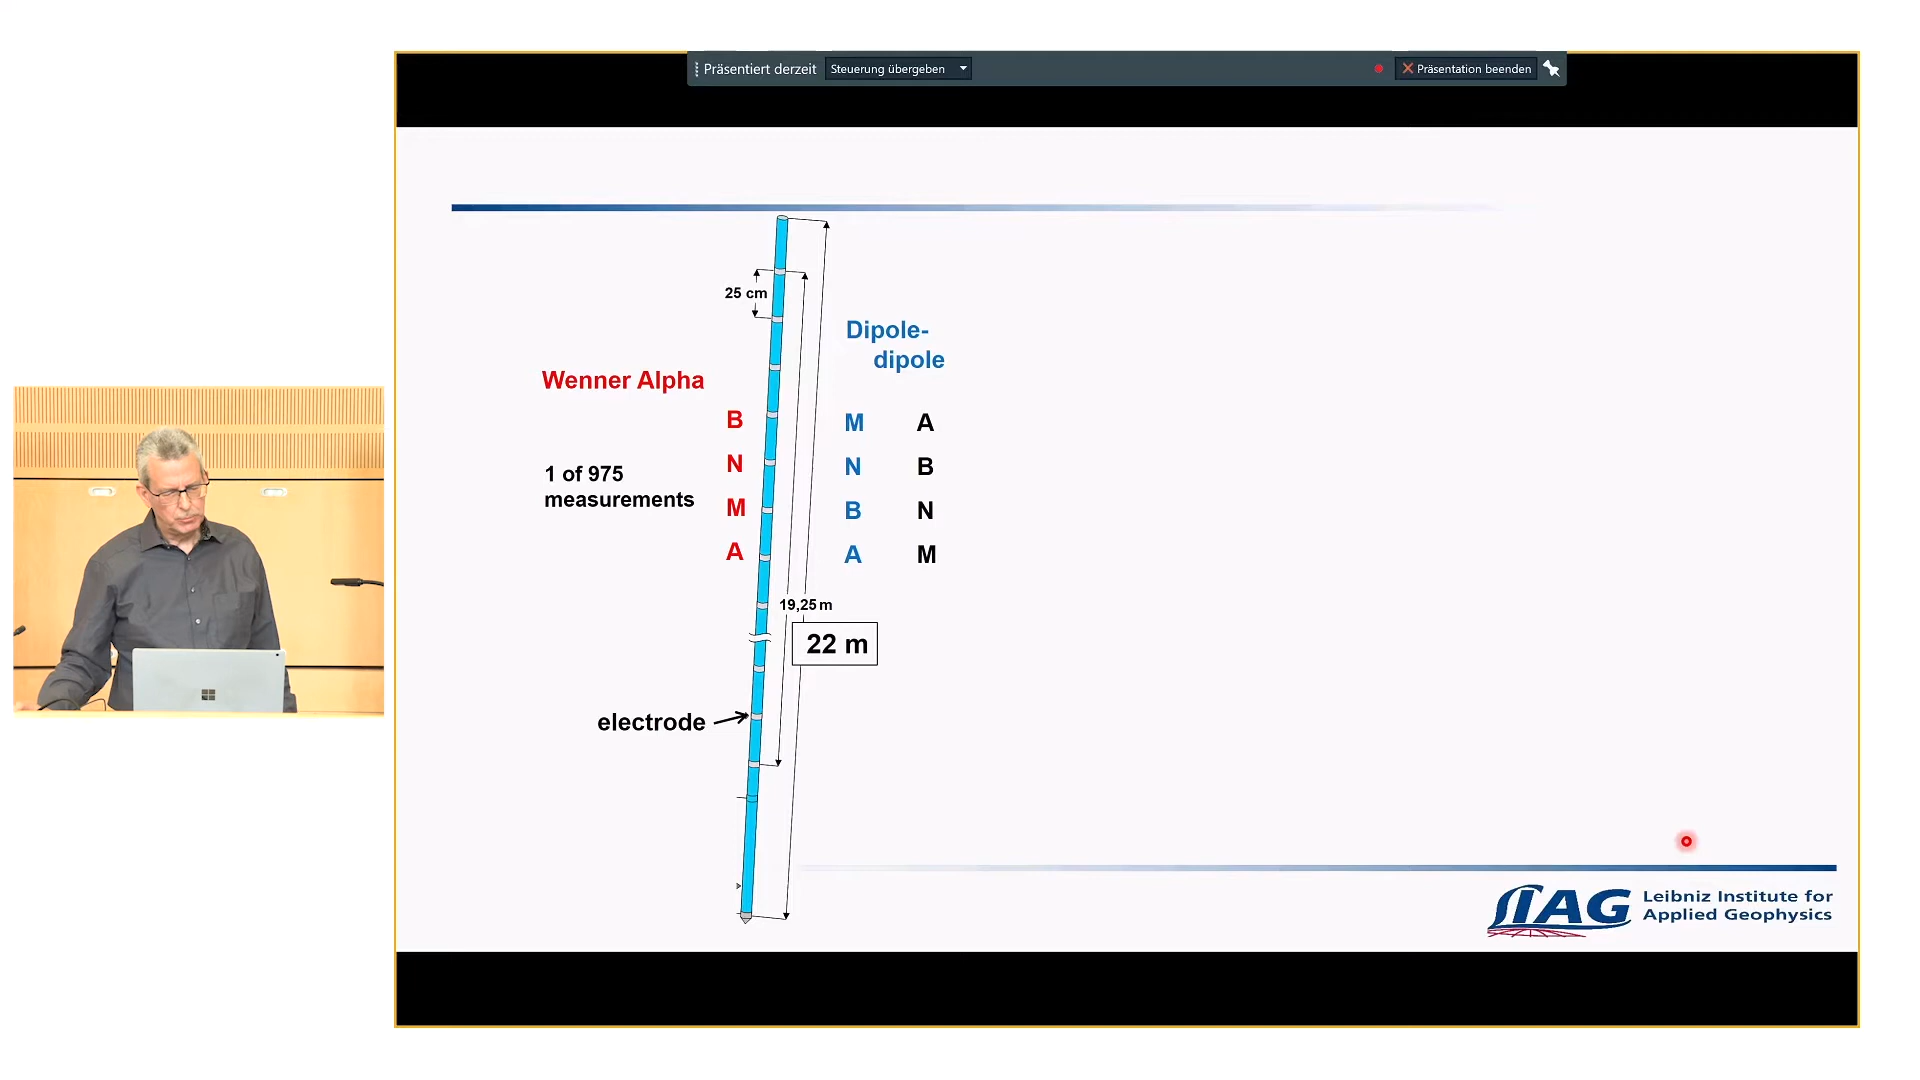 Präsentiert derzeit
Steuerung übergeben
Präsentation beenden
25 cm
Dipole-
dipole
Wenner Alpha
B M A
N N B
1 of 975
measurements
M B N
A A M
19,25 m
22 m
electrode
LIAG
Leibniz Institute for
Applied Geophysics